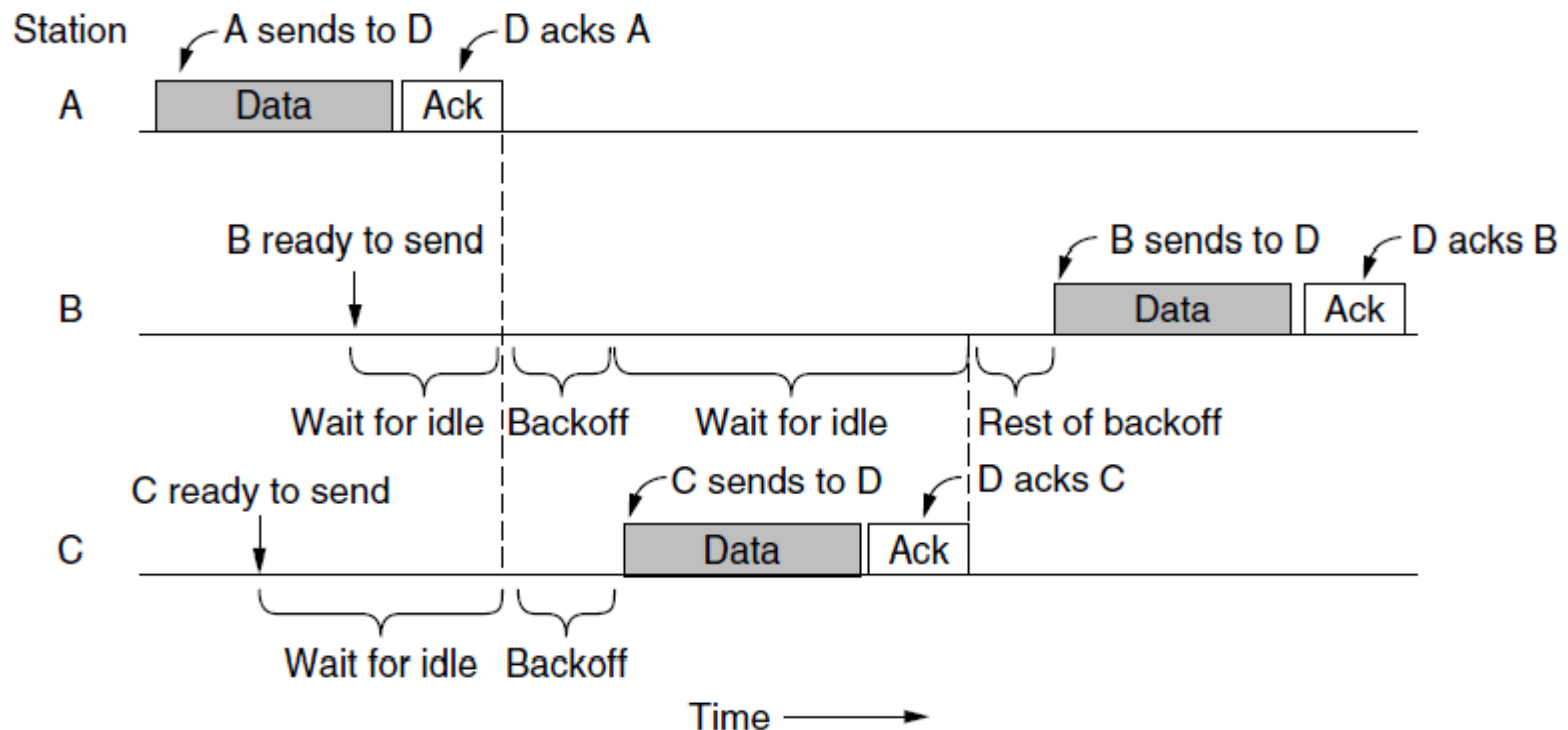 Station A sends to D D acks A
A Data Ack
B ready to send B sends to D D acks B
B Data Ack
Wait for idle Backoff Wait for idle Rest of backoff
C ready to send C sends to D D acks C
C Data Ack
Wait for idle Backoff
Time